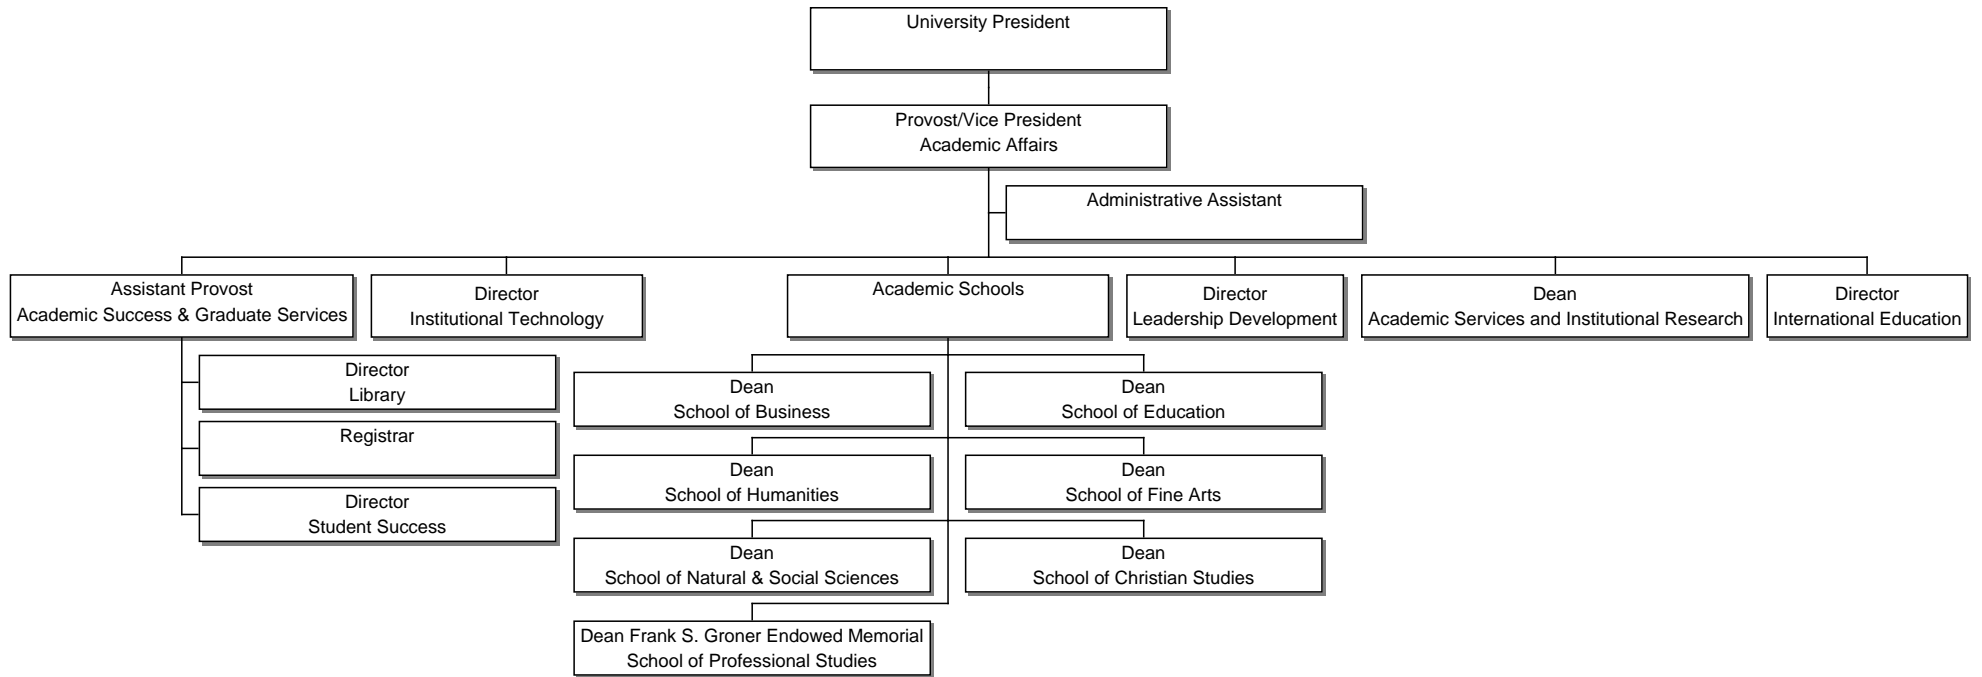 University President
Provost/Vice President
Academic Affairs
Administrative Assistant
Assistant Provost
Academic Success & Graduate Services
Director
Institutional Technology
Academic Schools
Director
Leadership Development
Dean
Academic Services and Institutional Research
Director
International Education
Director
Library
Registrar
Director
Student Success
Dean
School of Business
Dean
School of Education
Dean
School of Humanities
Dean
School of Fine Arts
Dean
School of Natural & Social Sciences
Dean
School of Christian Studies
Dean Frank S. Groner Endowed Memorial
School of Professional Studies